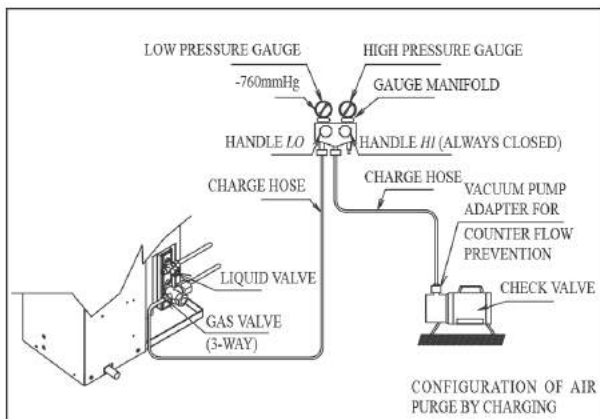 LOW PRESSURE GAUGE
HIGH PRESSURE GAUGE
-760mmHg
GAUGE MANIFOLD
HANDLE LO
HANDLE HI (ALWAYS CLOSED)
CHARGE HOSE
CHARGE HOSE
VACUUM PUMP
ADAPTER FOR
COUNTER FLOW
PREVENTION
LIQUID VALVE
CHECK VALVE
GAS VALVE
(3-WAY)
CONFIGURATION OF AIR
PURGE BY CHARGING